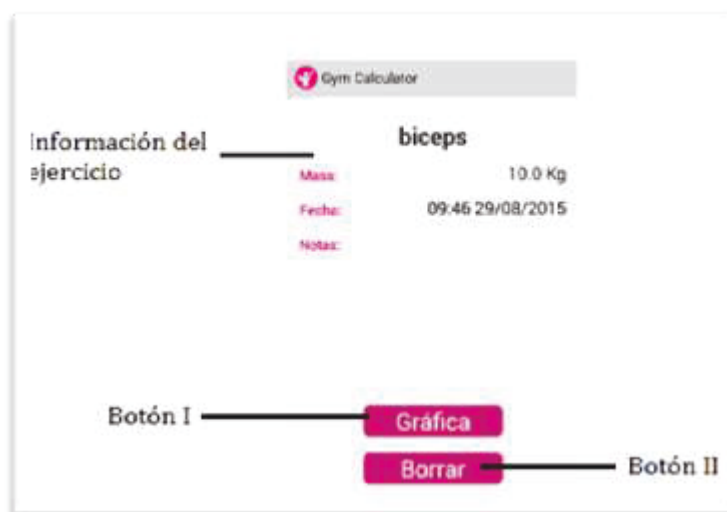 Gym Calculator
Información del
ejercicio
biceps
Masa: 10.0 Kg
Fecha: 09:46 29/08/2015
Notas:
Botón I
Gráfica
Borrar
Botón II